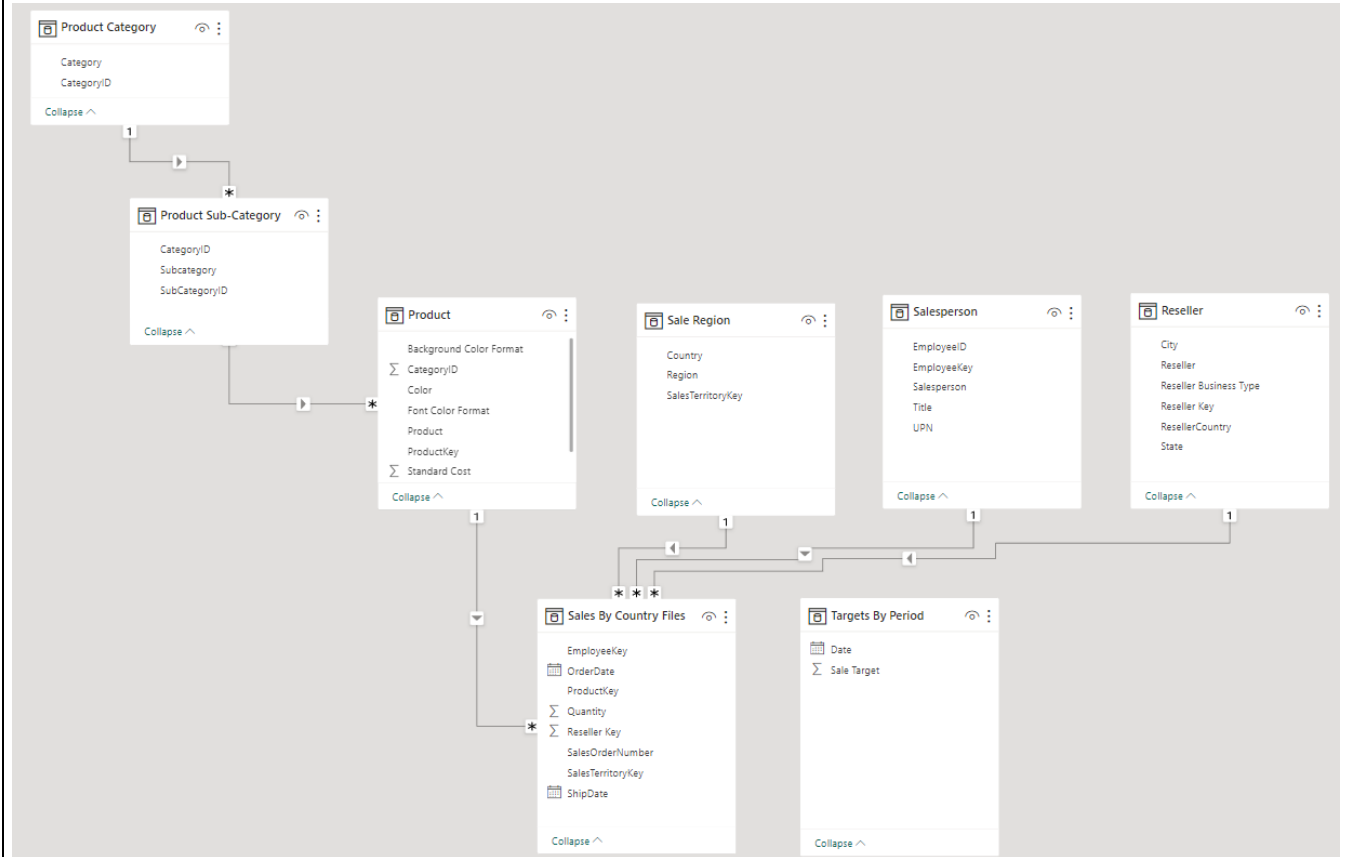 Product Category
Category
CategoryID
Collapse
1
*
Product Sub-Category
CategoryID
Subcategory
SubCategoryID
Collapse
*
Product
Background Color Format
CategoryID
Color
Font Color Format
Product
ProductKey
Standard Cost
Collapse
1
Sale Region
Country
Region
SalesTerritoryKey
Collapse
1
Salesperson
EmployeeID
EmployeeKey
Salesperson
Title
UPN
Collapse
1
Reseller
City
Reseller
Reseller Business Type
Reseller Key
ResellerCountry
State
Collapse
1
* * *
*
Sales By Country Files
EmployeeKey
OrderDate
ProductKey
Quantity
Reseller Key
SalesOrderNumber
SalesTerritoryKey
ShipDate
Collapse
Targets By Period
Date
Sale Target
Collapse